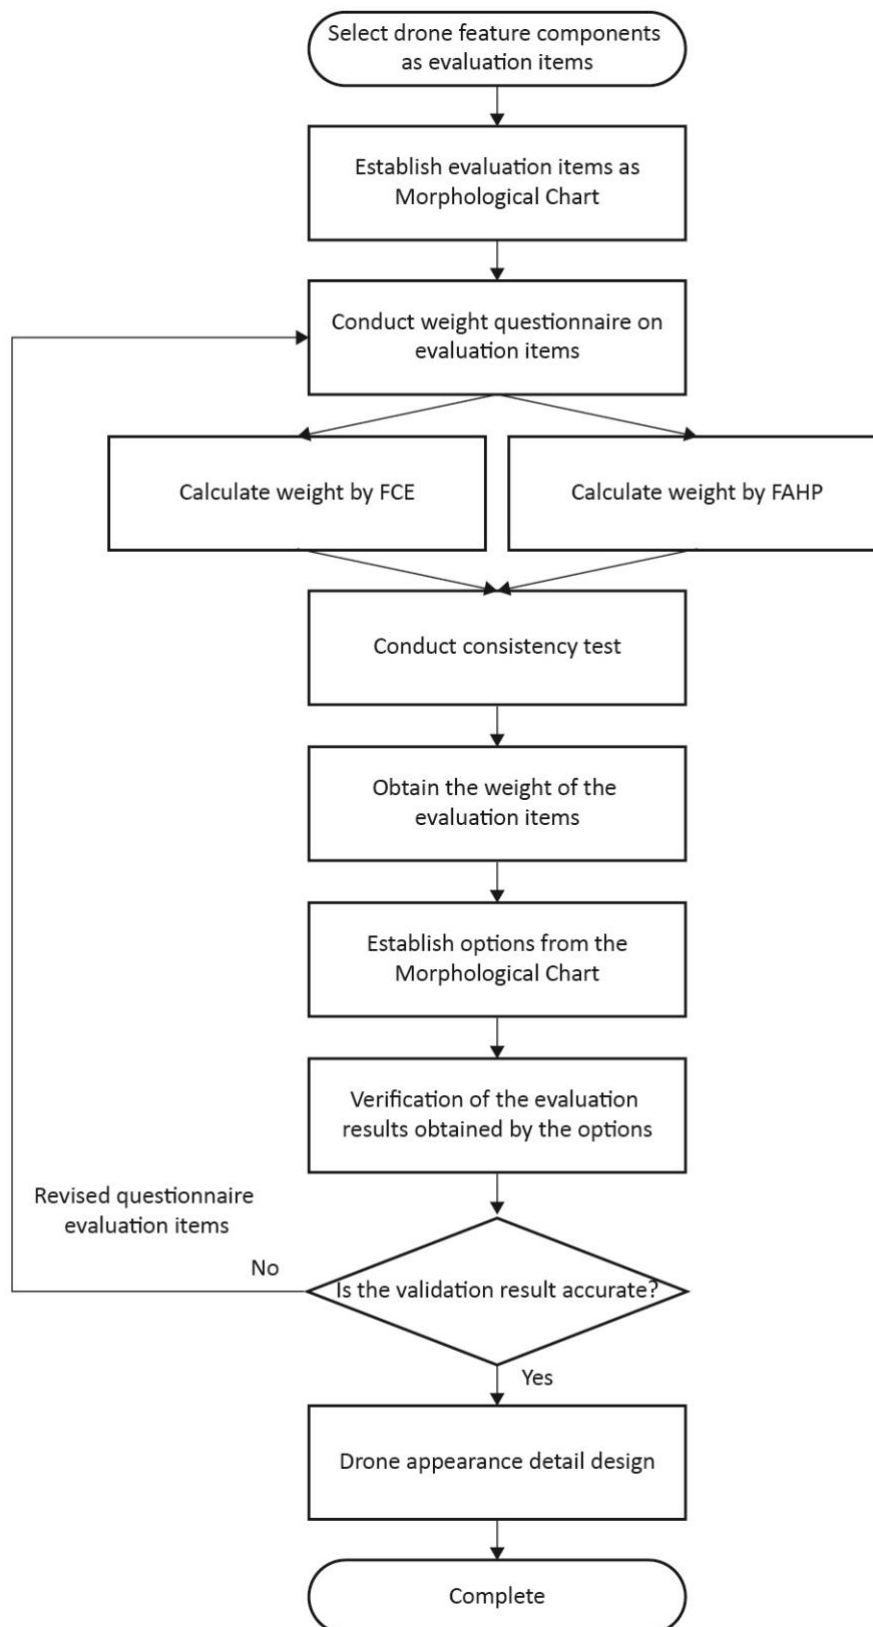 Select drone feature components
as evaluation items
Establish evaluation items as
Morphological Chart
Conduct weight questionnaire on
evaluation items
Calculate weight by FCE
Calculate weight by FAHP
Conduct consistency test
Obtain the weight of the
evaluation items
Establish options from the
Morphological Chart
Verification of the evaluation
results obtained by the options
Revised questionnaire
evaluation items
No
Is the validation result accurate?
Yes
Drone appearance detail design
Complete